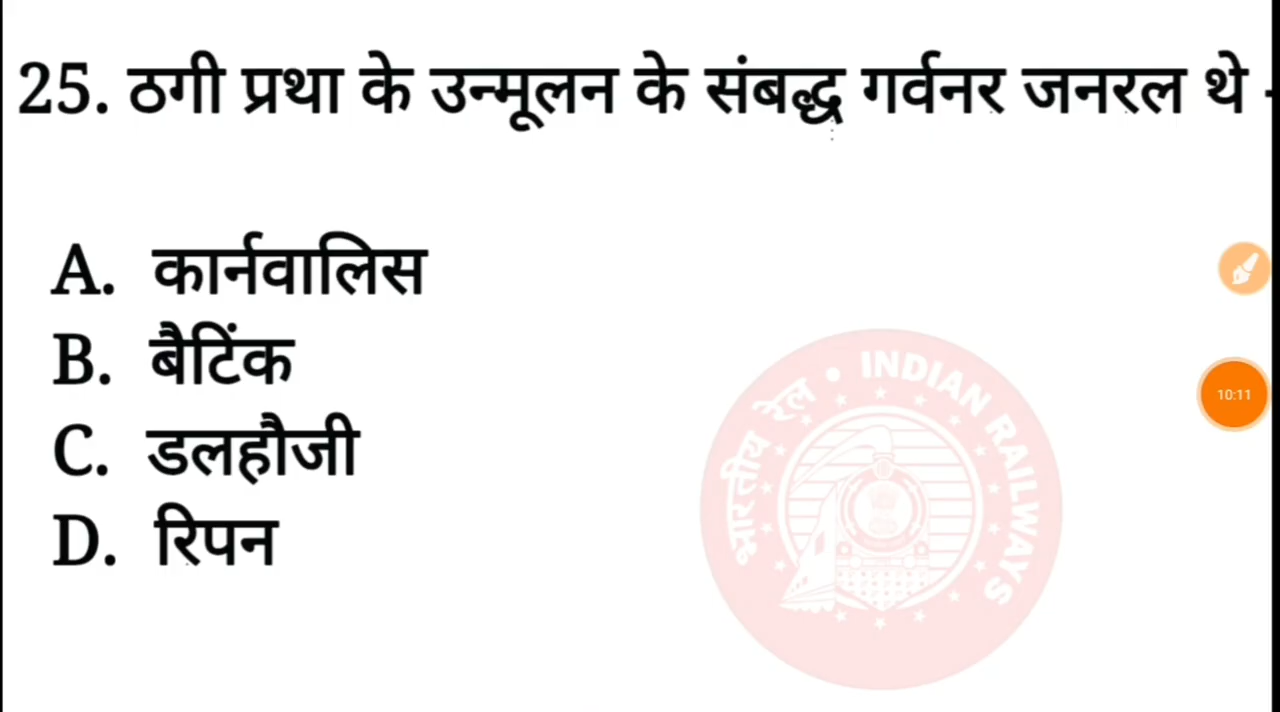 25. ठगी प्रथा के उन्मूलन के संबद्ध गर्वनर जनरल थे -
A. कार्नवालिस
B. बैटिंक
C. डलहौजी
D. रिपन
भारतीय रेल • INDIAN RAILWAYS
10:11